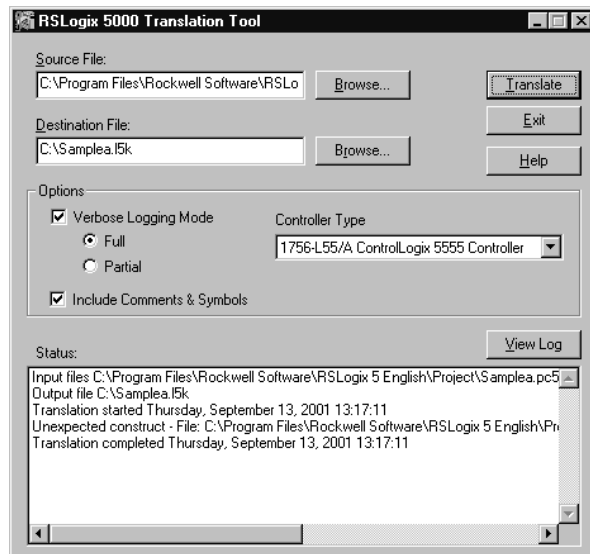 RSLogix 5000 Translation Tool
Source File:
C:\Program Files\Rockwell Software\RSLo
Browse...
Translate
Exit
Destination File:
C:\Samplea.l5k
Browse...
Help
Options
Verbose Logging Mode
Full
Partial
Include Comments & Symbols
Controller Type
1756-L55/A ControlLogix 5555 Controller
View Log
Status:
Input files C:\Program Files\Rockwell Software\RSLogix 5 English\Project\Samplea.pc5
Output file C:\Samplea.l5k
Translation started Thursday, September 13, 2001 13:17:11
Unexpected construct - File: C:\Program Files\Rockwell Software\RSLogix 5 English\Pr
Translation completed Thursday, September 13, 2001 13:17:11